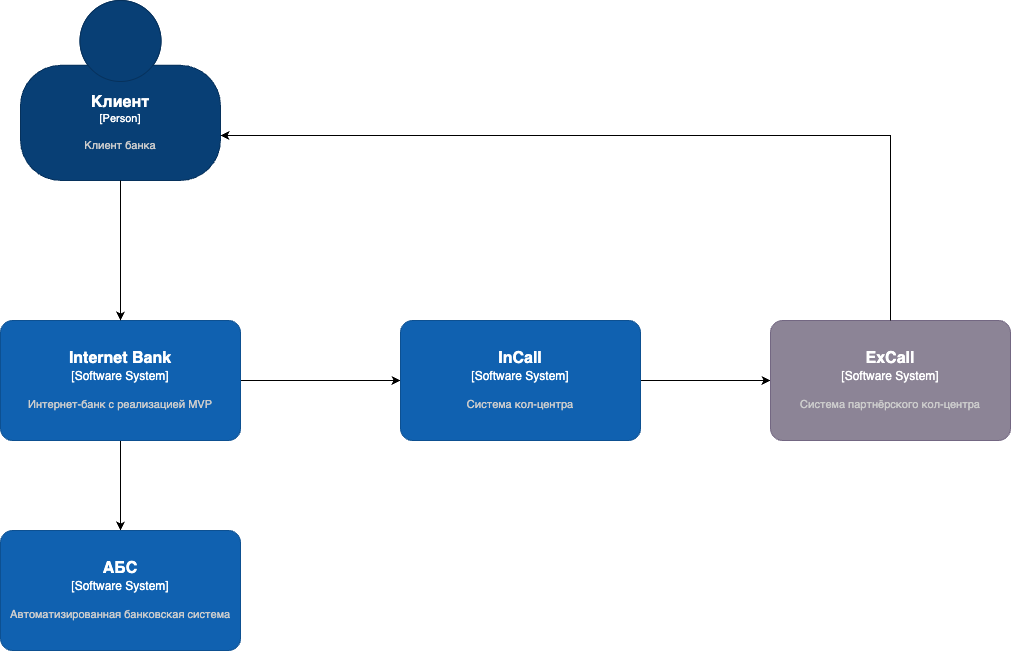 Клиент
[Person]
Клиент банка
Internet Bank
[Software System]
Интернет-банк с реализацией MVP
InCall
[Software System]
Система кол-центра
ExCall
[Software System]
Система партнёрского кол-центра
АБС
[Software System]
Автоматизированная банковская система